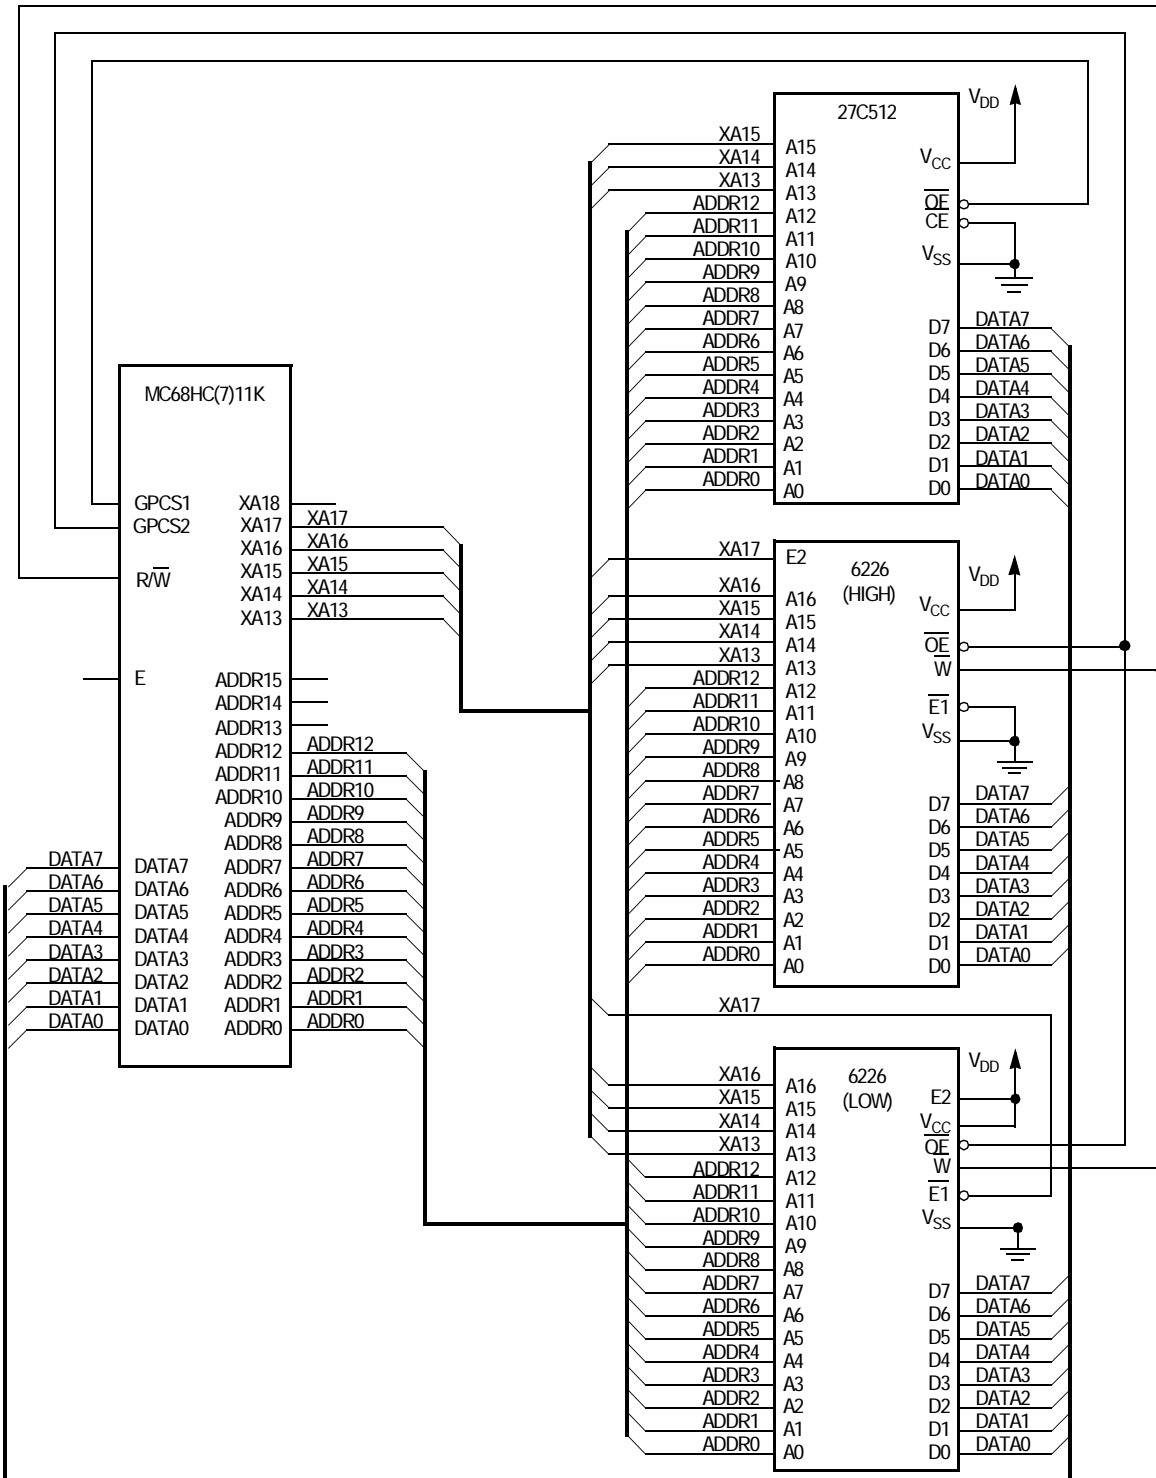 MC68HC(7)11K
GPCS1
GPCS2
R/W̅
E
DATA7 DATA7
DATA6 DATA6
DATA5 DATA5
DATA4 DATA4
DATA3 DATA3
DATA2 DATA2
DATA1 DATA1
DATA0 DATA0
XA18
XA17 XA17
XA16 XA16
XA15 XA15
XA14 XA14
XA13 XA13
ADDR15
ADDR14
ADDR13
ADDR12 ADDR12
ADDR11 ADDR11
ADDR10 ADDR10
ADDR9 ADDR9
ADDR8 ADDR8
ADDR7 ADDR7
ADDR6 ADDR6
ADDR5 ADDR5
ADDR4 ADDR4
ADDR3 ADDR3
ADDR2 ADDR2
ADDR1 ADDR1
ADDR0 ADDR0
27C512
XA15 A15
XA14 A14
XA13 A13
ADDR12 A12
ADDR11 A11
ADDR10 A10
ADDR9 A9
ADDR8 A8
ADDR7 A7
ADDR6 A6
ADDR5 A5
ADDR4 A4
ADDR3 A3
ADDR2 A2
ADDR1 A1
ADDR0 A0
VDD
VCC
O̅E̅
C̅E̅
VSS
D7 DATA7
D6 DATA6
D5 DATA5
D4 DATA4
D3 DATA3
D2 DATA2
D1 DATA1
D0 DATA0
6226
(HIGH)
XA17 E2
XA16 A16
XA15 A15
XA14 A14
XA13 A13
ADDR12 A12
ADDR11 A11
ADDR10 A10
ADDR9 A9
ADDR8 A8
ADDR7 A7
ADDR6 A6
ADDR5 A5
ADDR4 A4
ADDR3 A3
ADDR2 A2
ADDR1 A1
ADDR0 A0
VDD
VCC
O̅E̅
W̅
E̅1̅
VSS
D7 DATA7
D6 DATA6
D5 DATA5
D4 DATA4
D3 DATA3
D2 DATA2
D1 DATA1
D0 DATA0
XA17
6226
(LOW)
XA16 A16
XA15 A15
XA14 A14
XA13 A13
ADDR12 A12
ADDR11 A11
ADDR10 A10
ADDR9 A9
ADDR8 A8
ADDR7 A7
ADDR6 A6
ADDR5 A5
ADDR4 A4
ADDR3 A3
ADDR2 A2
ADDR1 A1
ADDR0 A0
VDD
E2
VCC
O̅E̅
W̅
E̅1̅
VSS
D7 DATA7
D6 DATA6
D5 DATA5
D4 DATA4
D3 DATA3
D2 DATA2
D1 DATA1
D0 DATA0